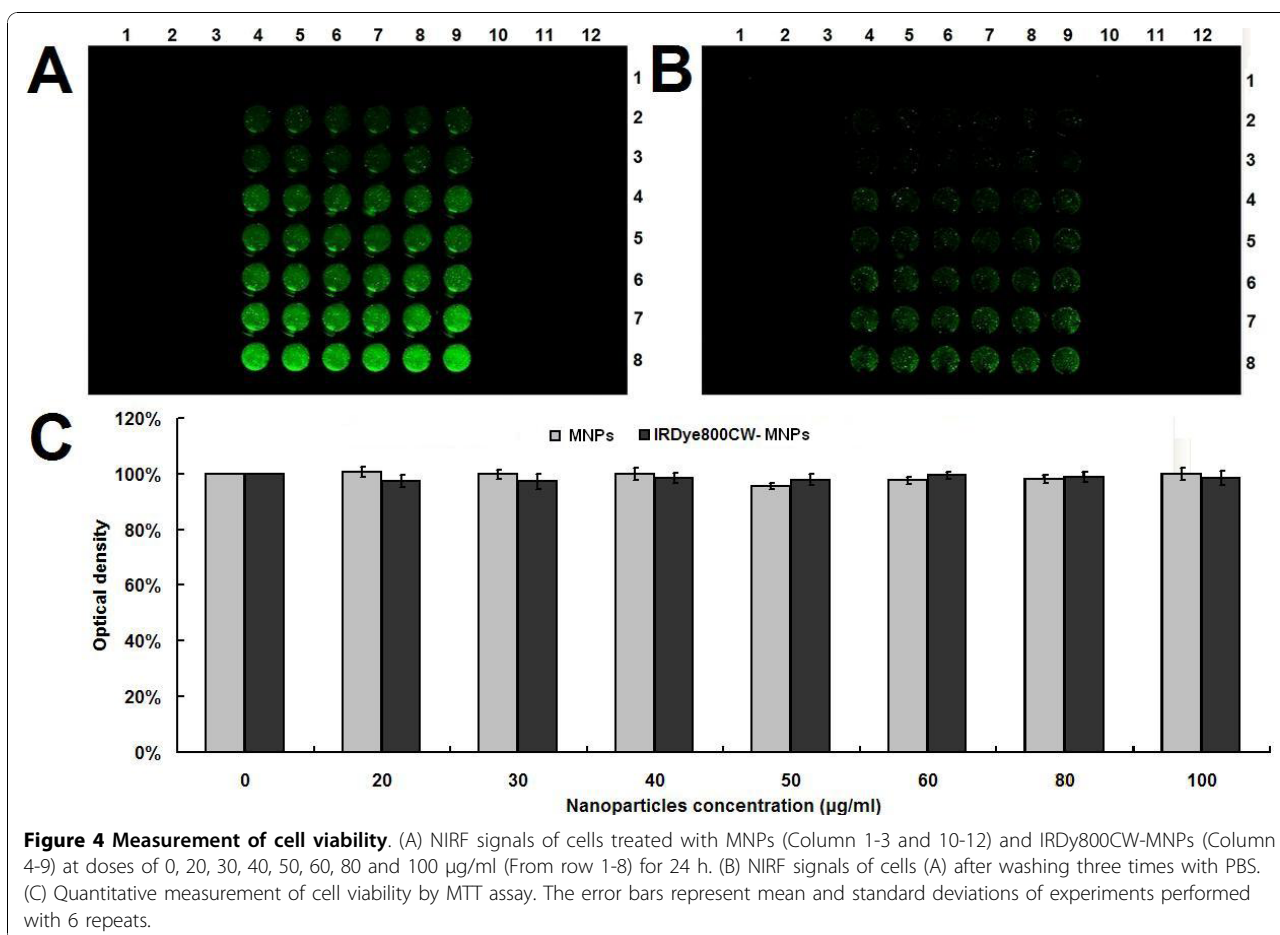 A
1 2 3 4 5 6 7 8 9 10 11 12
1
2
3
4
5
6
7
8
B
1 2 3 4 5 6 7 8 9 10 11 12
1
2
3
4
5
6
7
8
C
MNPs IRDye800CW- MNPs
120%
100%
80%
60%
40%
20%
0%
Optical density
0 20 30 40 50 60 80 100
Nanoparticles concentration (µg/ml)
Figure 4 Measurement of cell viability. (A) NIRF signals of cells treated with MNPs (Column 1-3 and 10-12) and IRDy800CW-MNPs (Column
4-9) at doses of 0, 20, 30, 40, 50, 60, 80 and 100 μg/ml (From row 1-8) for 24 h. (B) NIRF signals of cells (A) after washing three times with PBS.
(C) Quantitative measurement of cell viability by MTT assay. The error bars represent mean and standard deviations of experiments performed
with 6 repeats.